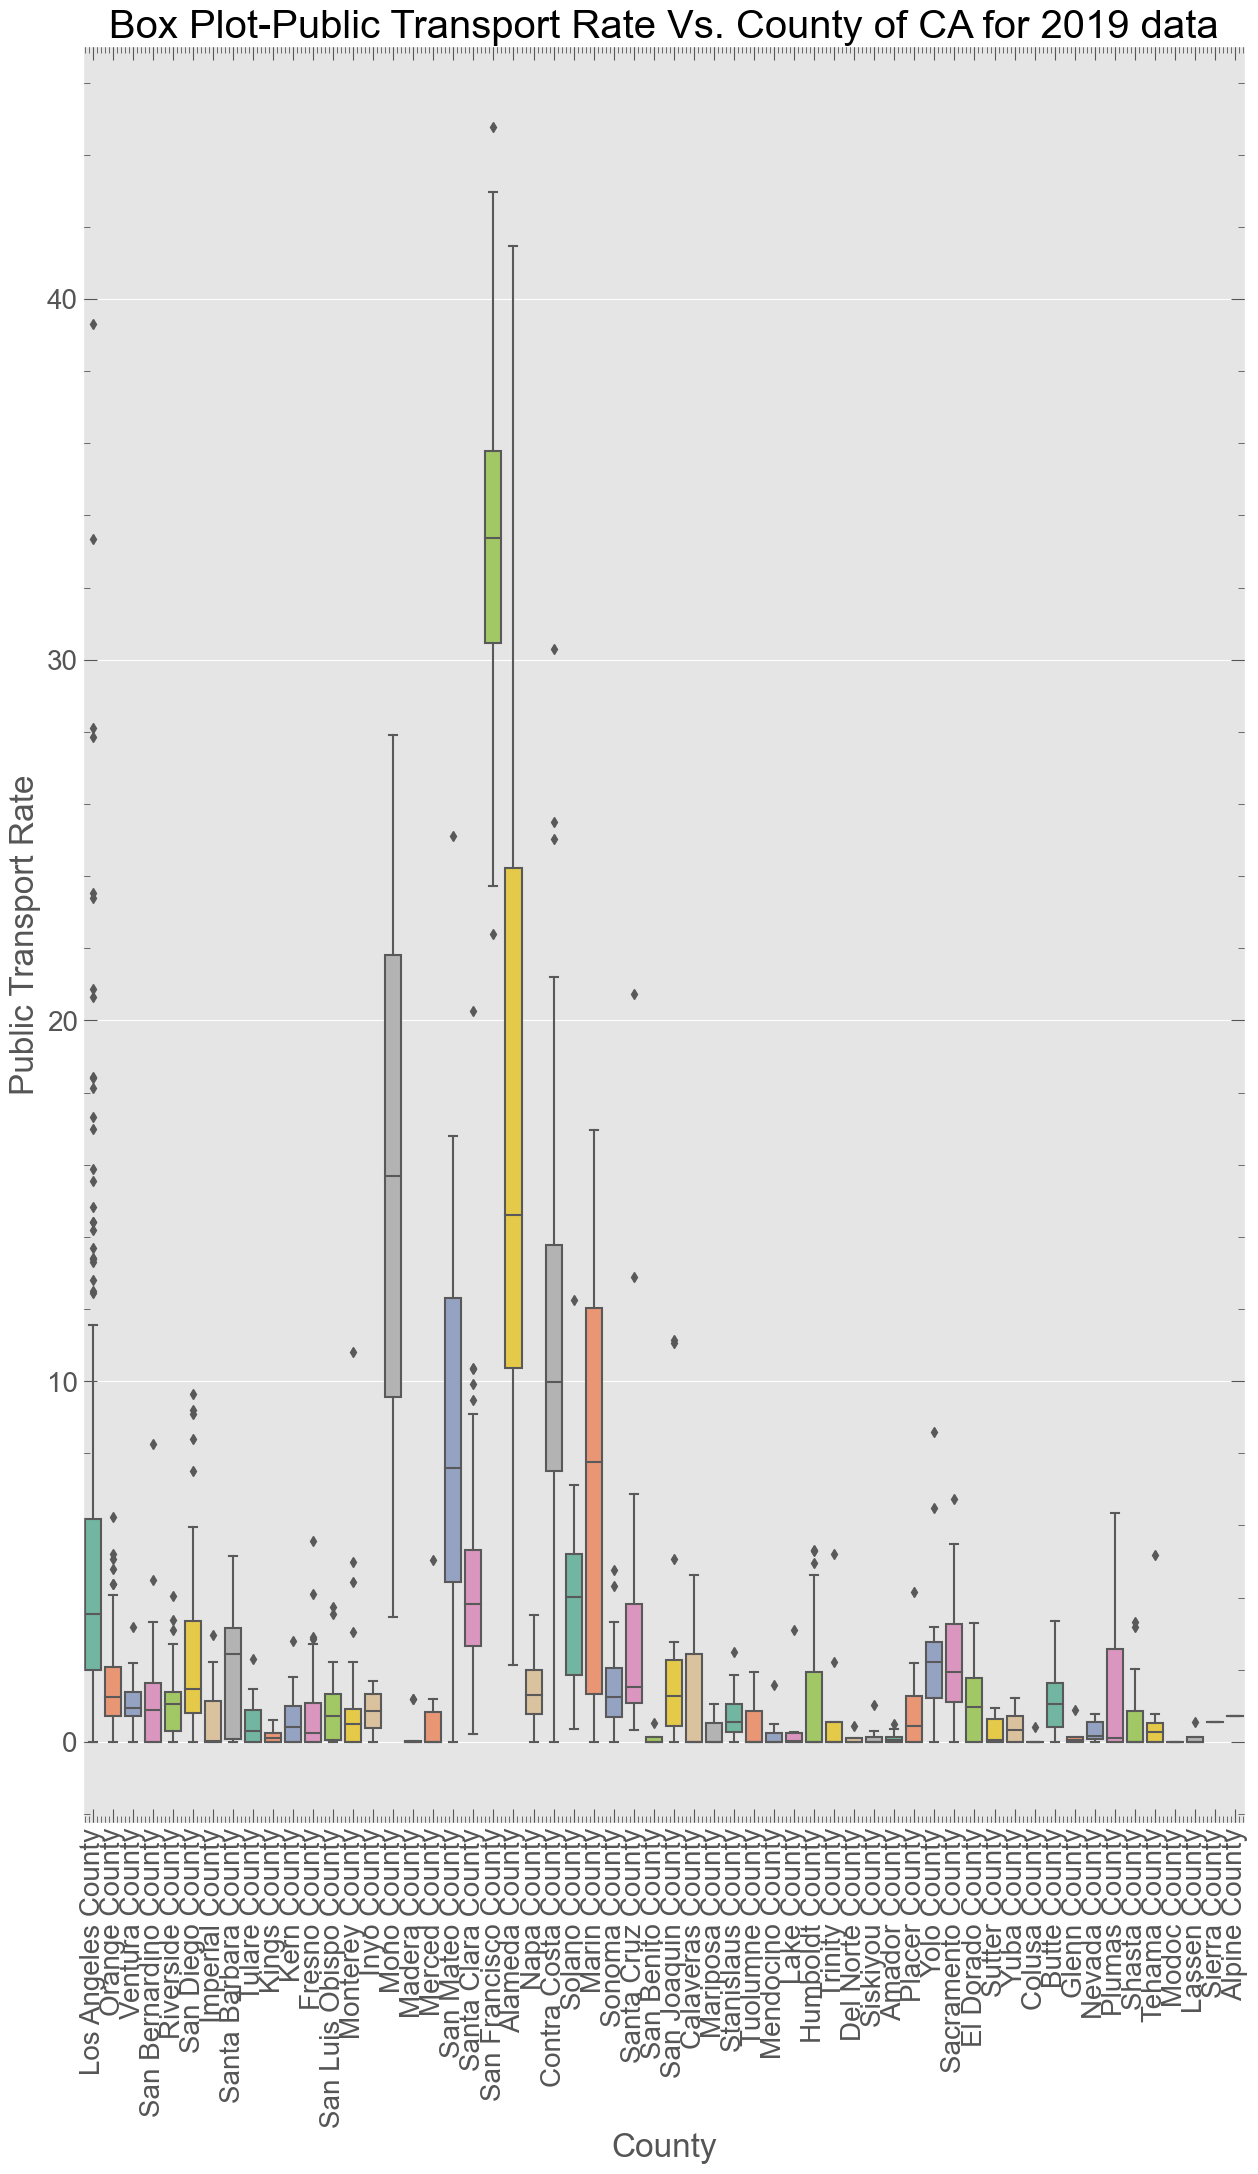 Box Plot-Public Transport Rate Vs. County of CA for 2019 data
Public Transport Rate
40
30
20
10
0
Los Angeles County
Orange County
Ventura County
San Bernardino County
Riverside County
San Diego County
Imperial County
Santa Barbara County
Tulare County
Kings County
Kern County
Fresno County
San Luis Obispo County
Monterey County
Inyo County
Mono County
Madera County
Merced County
San Mateo County
Santa Clara County
San Francisco County
Alameda County
Napa County
Contra Costa County
Solano County
Marin County
Sonoma County
Santa Cruz County
San Benito County
San Joaquin County
Calaveras County
Mariposa County
Stanislaus County
Tuolumne County
Mendocino County
Lake County
Humboldt County
Trinity County
Del Norte County
Siskiyou County
Amador County
Placer County
Yolo County
Sacramento County
El Dorado County
Sutter County
Yuba County
Colusa County
Butte County
Glenn County
Nevada County
Plumas County
Shasta County
Tehama County
Modoc County
Lassen County
Sierra County
Alpine County
County